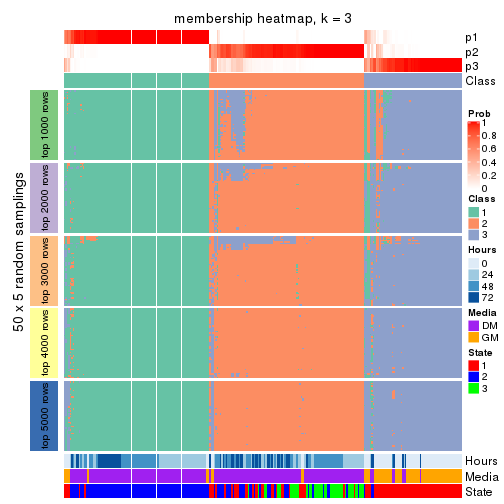 membership heatmap, k = 3
p1
p2
p3
Class
50 x 5 random samplings
top 1000 rows
top 2000 rows
top 3000 rows
top 4000 rows
top 5000 rows
Hours
Media
State
Prob
1
0.8
0.6
0.4
0.2
0
Class
1
2
3
Hours
0
24
48
72
Media
DM
GM
State
1
2
3